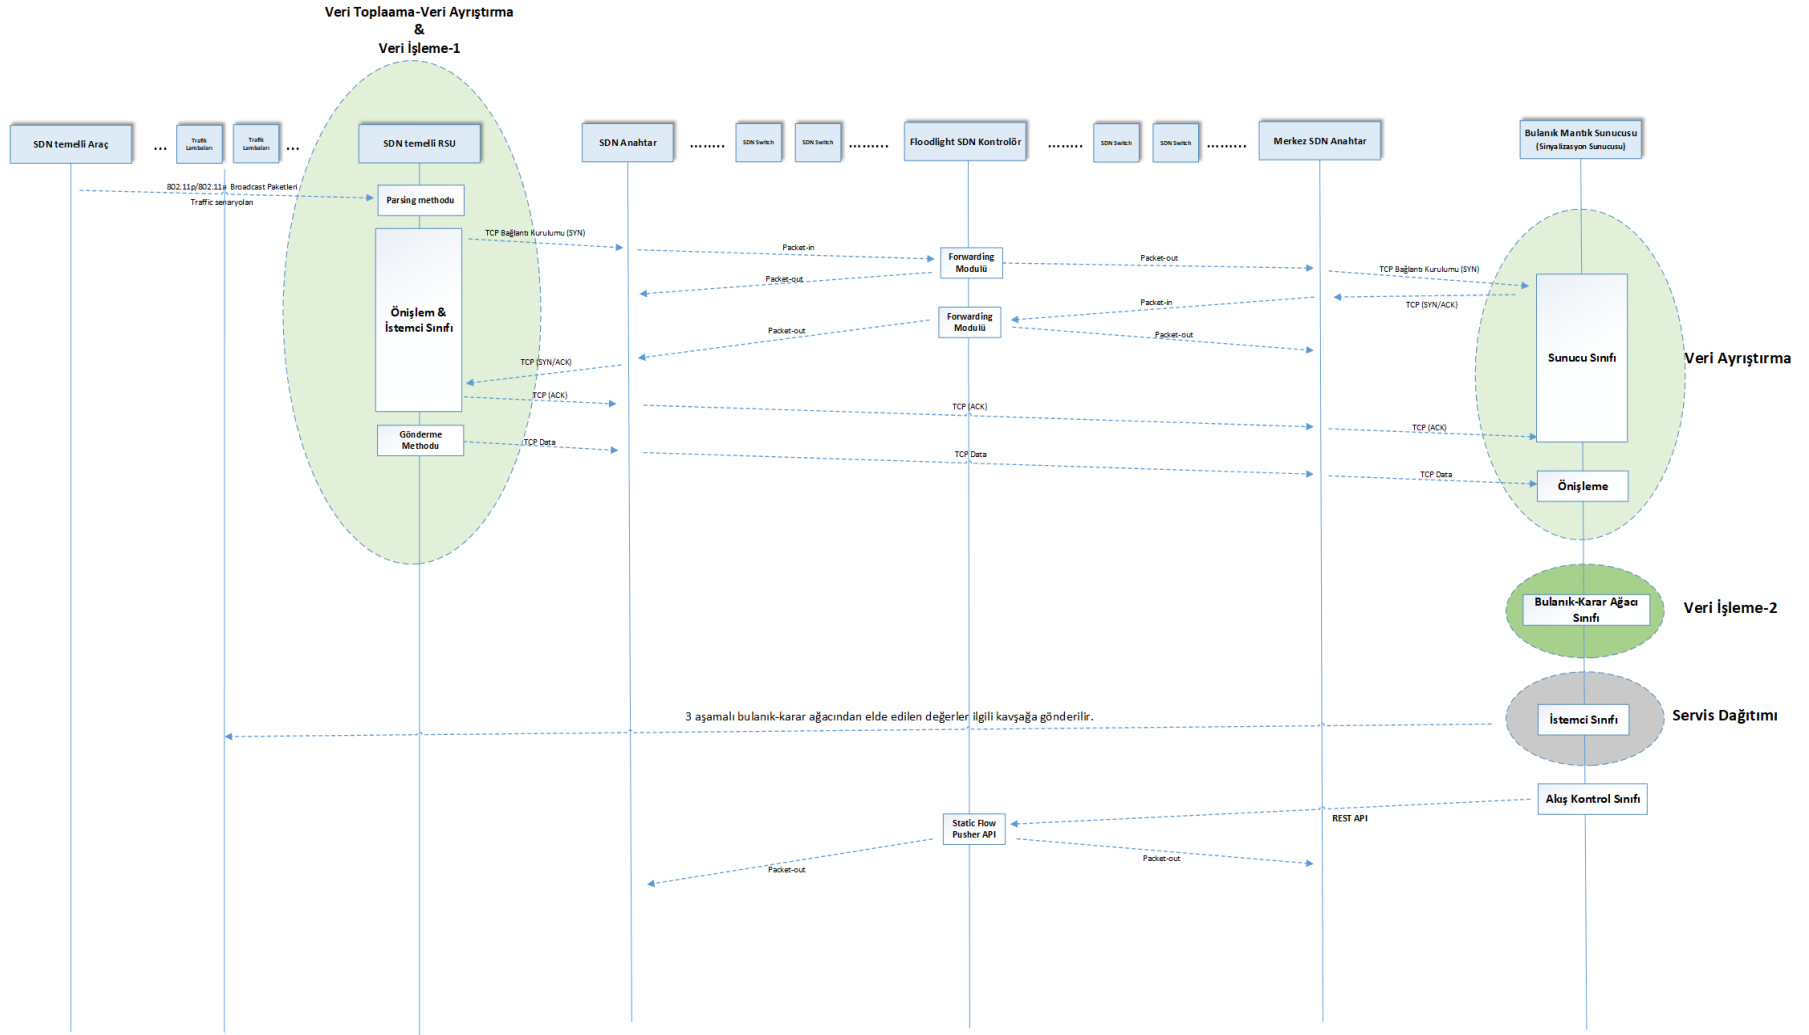 Veri Toplaama-Veri Ayrıştırma
&
Veri İşleme-1
SDN temelli Araç
...
Trafik
Lambaları
Trafik
Lambaları
...
SDN temelli RSU
SDN Anahtar
........
SDN Switch
SDN Switch
.........
Floodlight SDN Kontrolör
........
SDN Switch
SDN Switch
.........
Merkez SDN Anahtar
Bulanık Mantık Sunucusu
(Sinyalizasyon Sunucusu)
802.11p/802.11a Broadcast Paketleri
Traffic senaryoları
Parsing methodu
TCP Bağlantı Kurulumu (SYN)
Packet-in
Forwarding
Modulü
Packet-out
Packet-out
TCP Bağlantı Kurulumu (SYN)
Önişlem &
İstemci Sınıfı
Packet-in
TCP (SYN/ACK)
Forwarding
Modulü
Packet-out
Packet-out
TCP (SYN/ACK)
Sunucu Sınıfı
Veri Ayrıştırma
TCP (ACK)
TCP (ACK)
TCP (ACK)
Gönderme
Methodu
TCP Data
TCP Data
TCP Data
Önişleme
Bulanık-Karar Ağacı
Sınıfı
Veri İşleme-2
3 aşamalı bulanık-karar ağacından elde edilen değerler ilgili kavşağa gönderilir.
İstemci Sınıfı
Servis Dağıtımı
Akış Kontrol Sınıfı
REST API
Static Flow
Pusher API
Packet-out
Packet-out